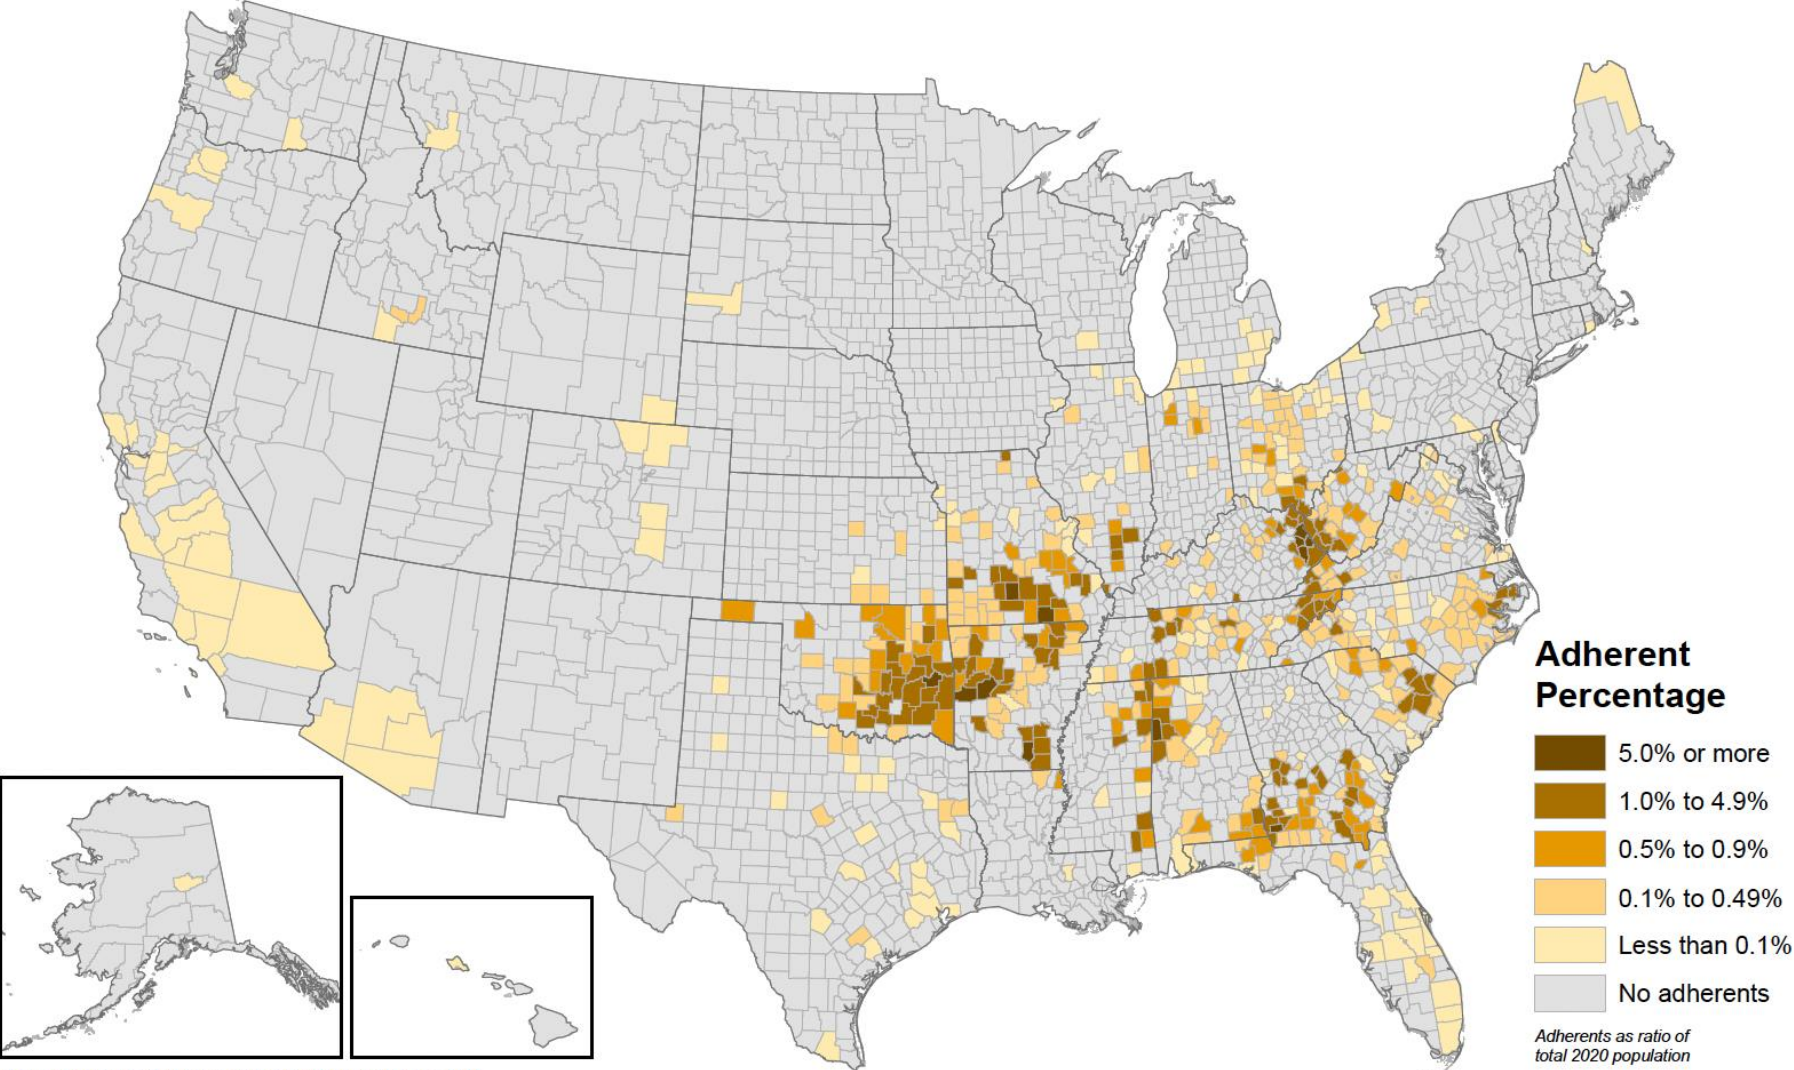 Adherent
Percentage
5.0% or more
1.0% to 4.9%
0.5% to 0.9%
0.1% to 0.49%
Less than 0.1%
No adherents
Adherents as ratio of
total 2020 population